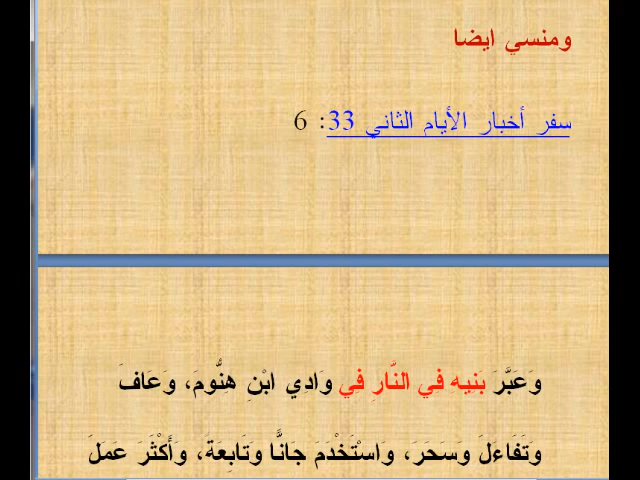 ومنسي ايضا
سفر أخبار الأيام الثاني 33: 6
وَعَبَّرَ بَنِيهِ فِي النَّارِ فِي وَادِي ابْنِ هِنُّومَ، وَعَافَ
وَتَفَاءَلَ وَسَحَرَ، وَاسْتَخْدَمَ جَانًّا وَتَابِعَةً، وَأَكْثَرَ عَمَلَ